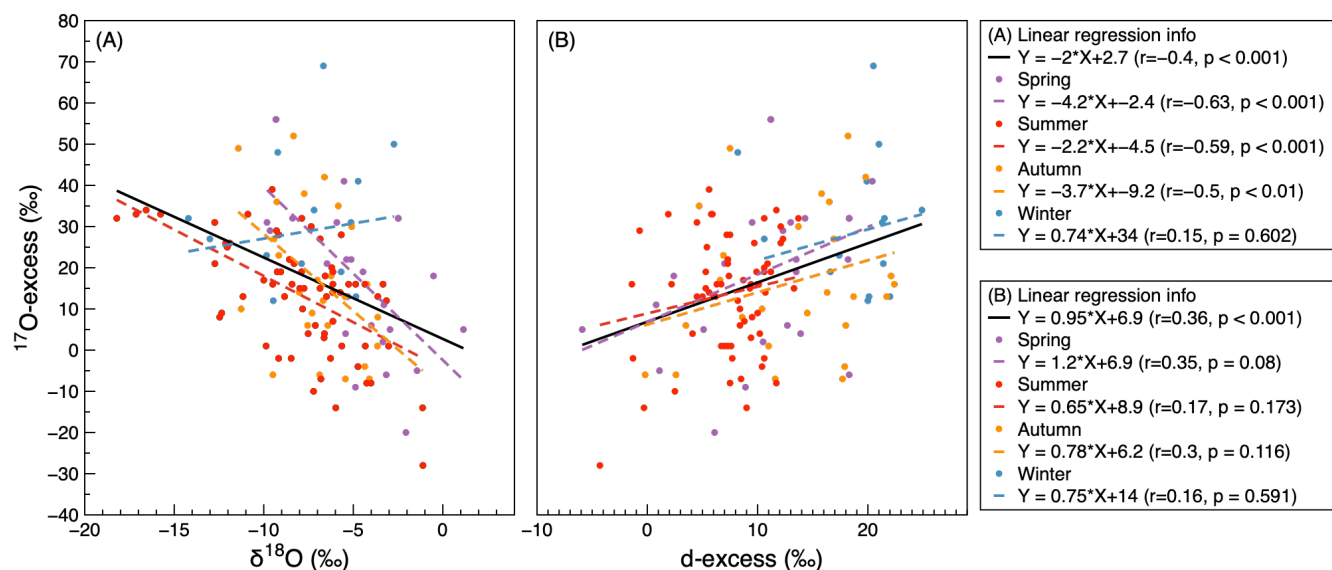 80
70
60
50
40
30
20
10
0
−10
−20
−30
−40
17O-excess (‰)
(A)
−20 −15 −10 −5 0
δ18O (‰)
(B)
−10 0 10 20
d-excess (‰)
(A) Linear regression info
Y = −2*X+2.7 (r=−0.4, p < 0.001)
Spring
Y = −4.2*X+−2.4 (r=−0.63, p < 0.001)
Summer
Y = −2.2*X+−4.5 (r=−0.59, p < 0.001)
Autumn
Y = −3.7*X+−9.2 (r=−0.5, p < 0.01)
Winter
Y = 0.74*X+34 (r=0.15, p = 0.602)
(B) Linear regression info
Y = 0.95*X+6.9 (r=0.36, p < 0.001)
Spring
Y = 1.2*X+6.9 (r=0.35, p = 0.08)
Summer
Y = 0.65*X+8.9 (r=0.17, p = 0.173)
Autumn
Y = 0.78*X+6.2 (r=0.3, p = 0.116)
Winter
Y = 0.75*X+14 (r=0.16, p = 0.591)